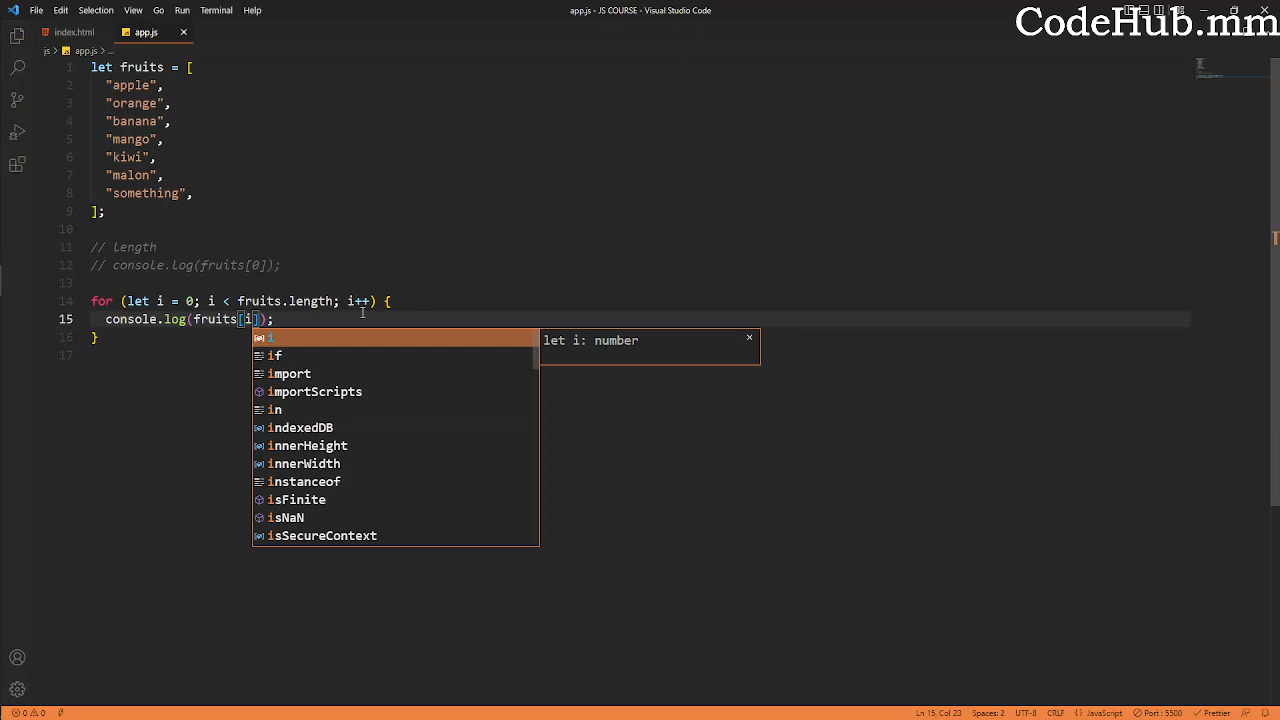 File Edit Selection View Go Run Terminal Help
app.js - JS COURSE - Visual Studio Code
CodeHub.mm
index.html
app.js
js > app.js > ...
1 let fruits = [
2 "apple",
3 "orange",
4 "banana",
5 "mango",
6 "kiwi",
7 "malon",
8 "something",
9 ];
10
11 // length
12 // console.log(fruits[0]);
13
14 for (let i = 0; i < fruits.length; i++) {
15 console.log(fruits[i]);
16 }
17
i
let i: number
if
import
importScripts
in
indexedDB
innerHeight
innerWidth
instanceof
isFinite
isNaN
isSecureContext
0 0
Ln 15, Col 23
Spaces: 2
UTF-8
CRLF
{} JavaScript
Port : 5500
Prettier